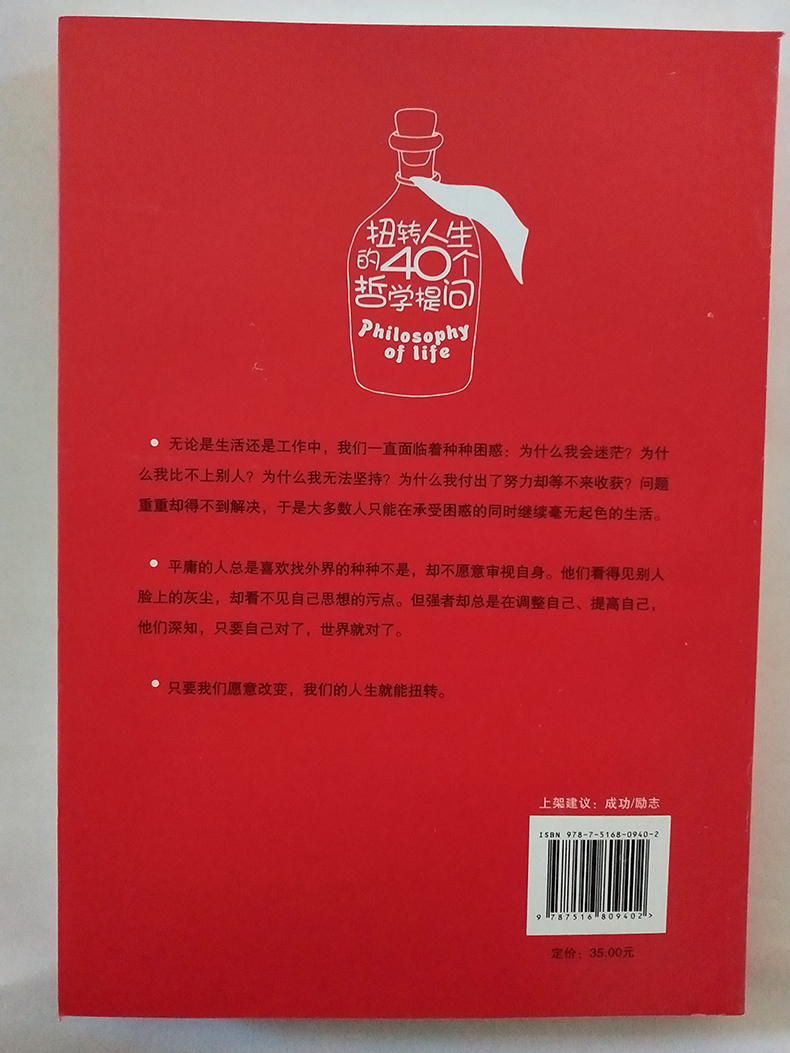 扭转人生
的40个
哲学提问
Philosophy
of life
无论是生活还是工作中，我们一直面临着种种困惑：为什么我会迷茫？为什
么我比不上别人？为什么我无法坚持？为什么我付出了努力却等不来收获？问题
重重却得不到解决，于是大多数人只能在承受困惑的同时继续毫无起色的生活。
平庸的人总是喜欢找外界的种种不是，却不愿意审视自身。他们看得见别人
脸上的灰尘，却看不见自己思想的污点。但强者却总是在调整自己、提高自己，
他们深知，只要自己对了，世界就对了。
只要我们愿意改变，我们的人生就能扭转。
上架建议：成功/励志
ISBN 978-7-5168-0940-2
9 787516 809402 >
定价：35.00元